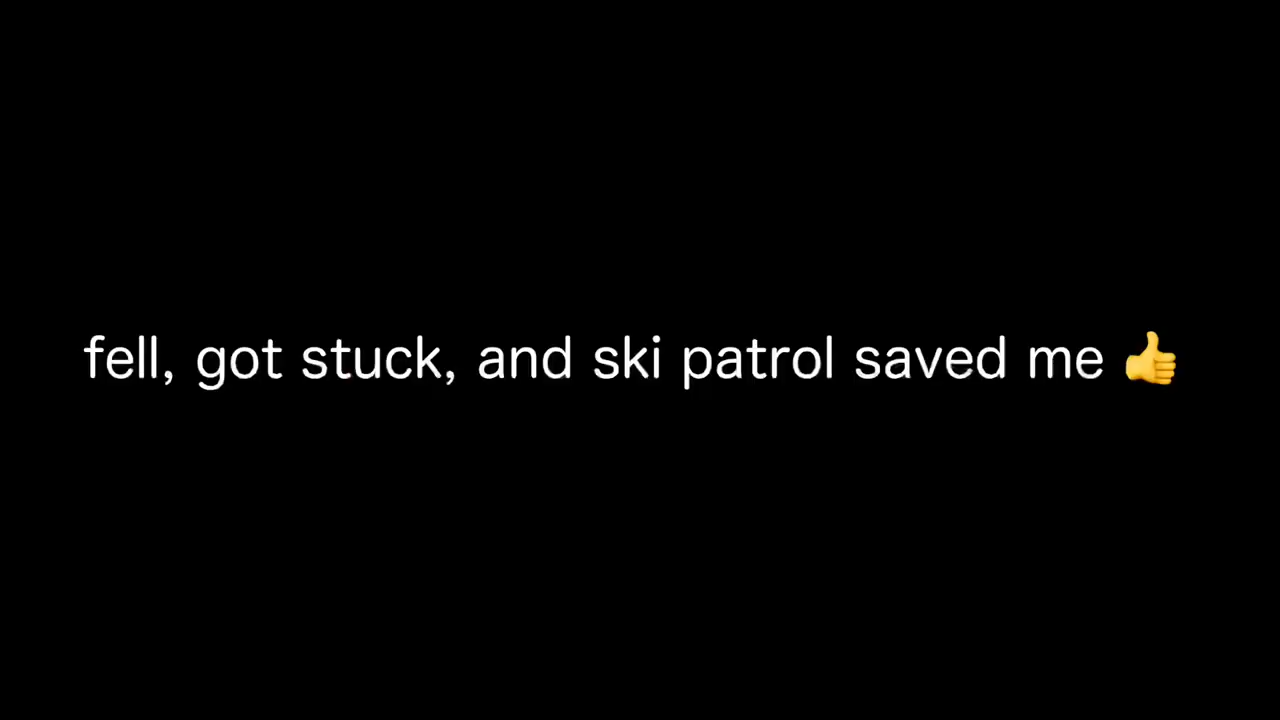 fell, got stuck, and ski patrol saved me 👍